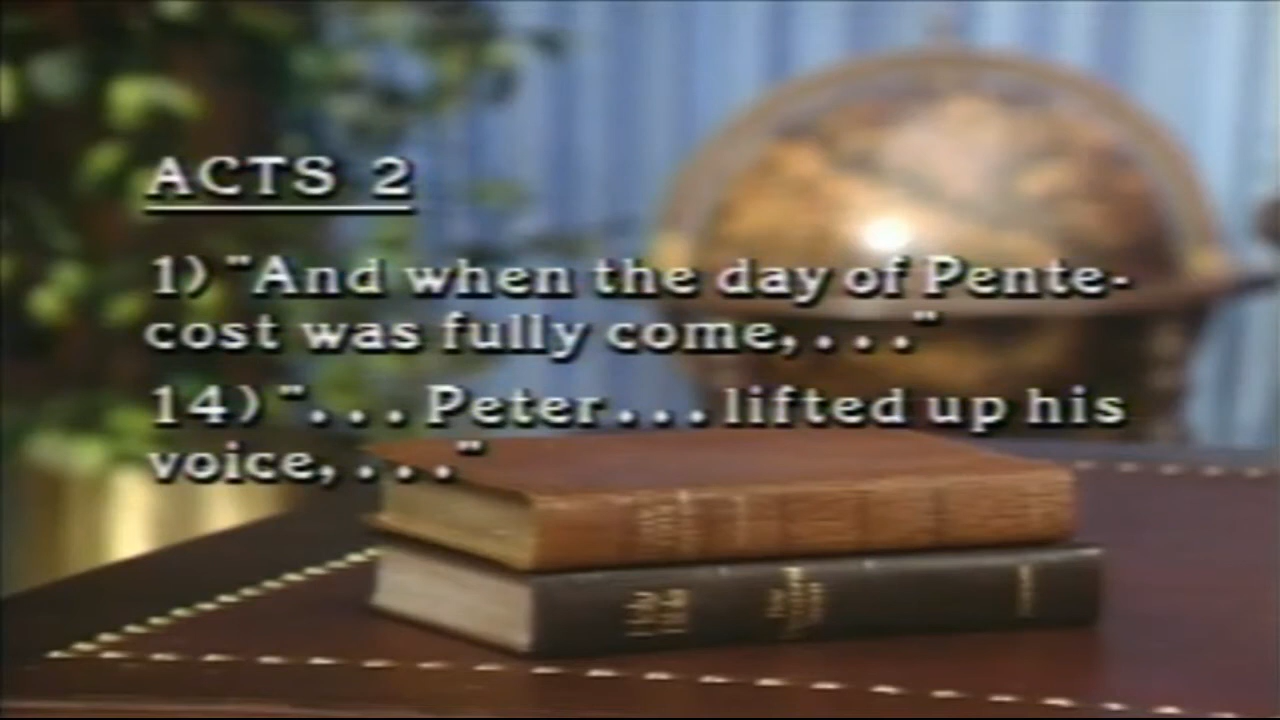 ACTS 2
1) "And when the day of Pente-
cost was fully come, . . ."
14) ". . . Peter . . . lifted up his
voice, . . ."